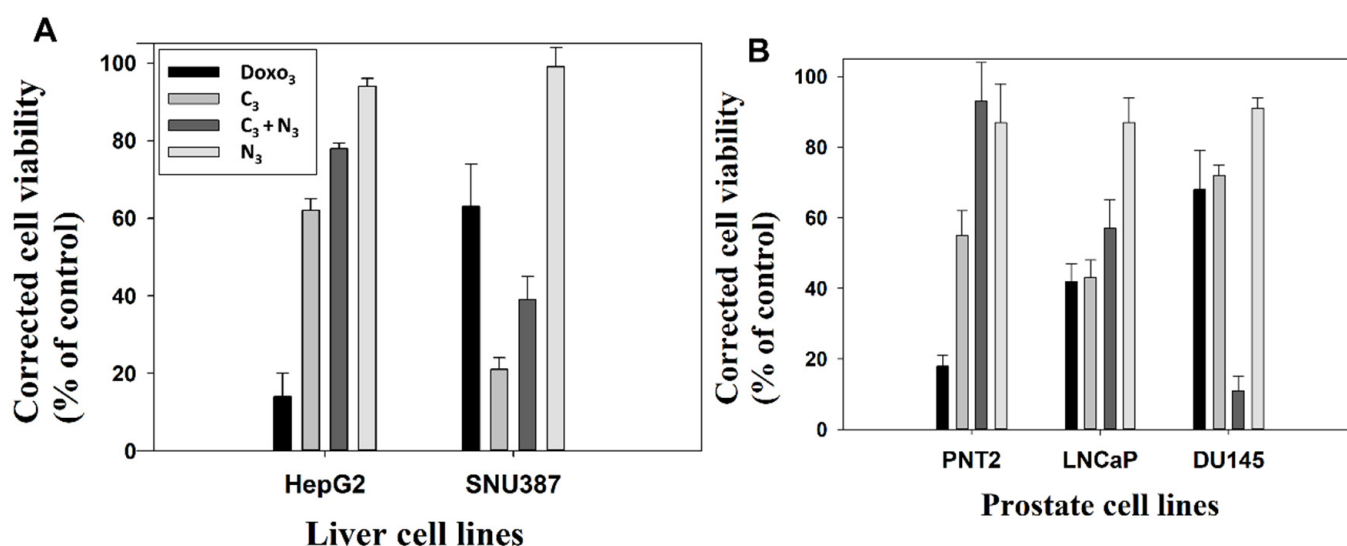 A
Corrected cell viability
(% of control)
100
80
60
40
20
0
Doxo₃
C₃
C₃ + N₃
N₃
HepG2 SNU387
Liver cell lines
B
Corrected cell viability
(% of control)
100
80
60
40
20
0
PNT2 LNCaP DU145
Prostate cell lines